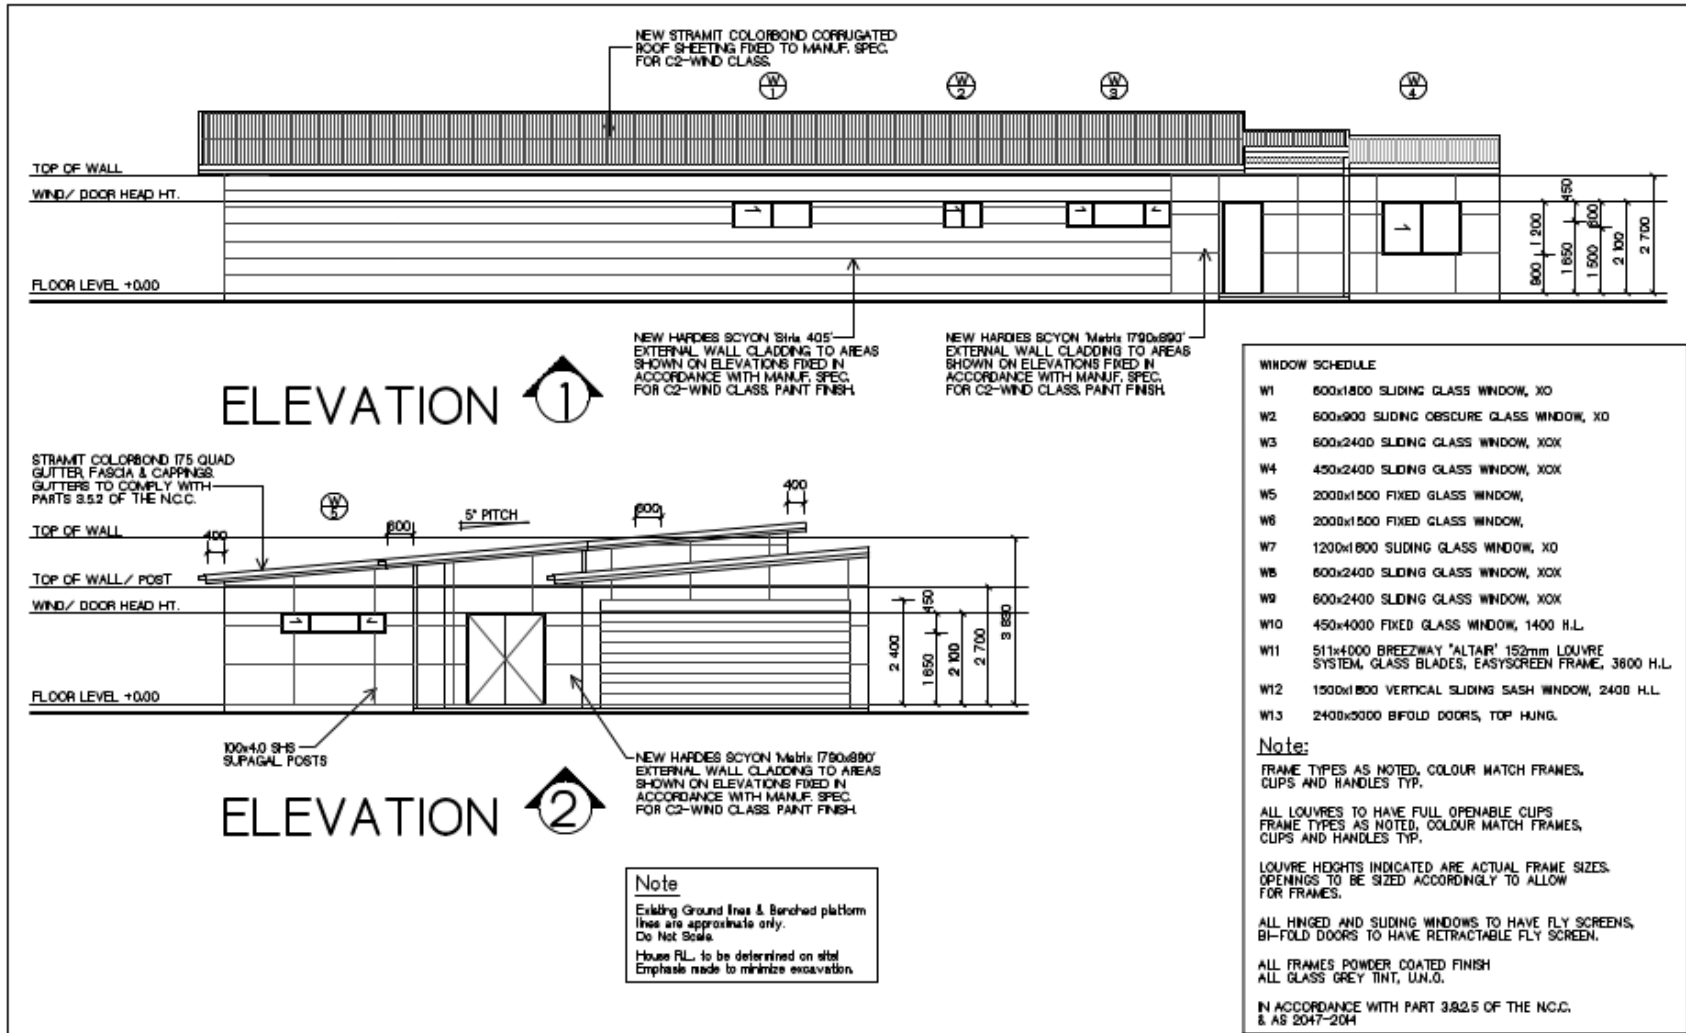 NEW STRAMIT COLORBOND CORRUGATED
ROOF SHEETING FIXED TO MANUF. SPEC.
FOR C2-WIND CLASS.
W
1
W
2
W
3
W
4
TOP OF WALL
WIND/ DOOR HEAD HT.
FLOOR LEVEL +0.00
900
1 200
1 650
450
1 500
600
2 100
2 700
NEW HARDIES SCYON 'Stria 405'
EXTERNAL WALL CLADDING TO AREAS
SHOWN ON ELEVATIONS FIXED IN
ACCORDANCE WITH MANUF. SPEC.
FOR C2-WIND CLASS. PAINT FINISH.
NEW HARDIES SCYON 'Matrix 1790x890'
EXTERNAL WALL CLADDING TO AREAS
SHOWN ON ELEVATIONS FIXED IN
ACCORDANCE WITH MANUF. SPEC.
FOR C2-WIND CLASS. PAINT FINISH.
ELEVATION 1
STRAMIT COLORBOND 175 QUAD
GUTTER, FASCIA & CAPPINGS.
GUTTERS TO COMPLY WITH
PARTS 3.5.2 OF THE N.C.C.
W
5
400
600
5° PITCH
600
400
TOP OF WALL
TOP OF WALL/ POST
WIND/ DOOR HEAD HT.
FLOOR LEVEL +0.00
2 400
1 650
450
2 100
2 700
100x4.0 SHS
SUPAGAL POSTS
NEW HARDIES SCYON 'Matrix 1790x890'
EXTERNAL WALL CLADDING TO AREAS
SHOWN ON ELEVATIONS FIXED IN
ACCORDANCE WITH MANUF. SPEC.
FOR C2-WIND CLASS. PAINT FINISH.
ELEVATION 2
Note
Existing Ground lines & Benched platform
lines are approximate only.
Do Not Scale.
House R.L. to be determined on site!
Emphasis made to minimize excavation.
WINDOW SCHEDULE
W1 600x1800 SLIDING GLASS WINDOW, XO
W2 600x900 SLIDING OBSCURE GLASS WINDOW, XO
W3 600x2400 SLIDING GLASS WINDOW, XOX
W4 450x2400 SLIDING GLASS WINDOW, XOX
W5 2000x1500 FIXED GLASS WINDOW,
W6 2000x1500 FIXED GLASS WINDOW,
W7 1200x1800 SLIDING GLASS WINDOW, XO
W8 600x2400 SLIDING GLASS WINDOW, XOX
W9 600x2400 SLIDING GLASS WINDOW, XOX
W10 450x4000 FIXED GLASS WINDOW, 1400 H.L.
W11 511x4000 BREEZWAY 'ALTAIR' 152mm LOUVRE
SYSTEM, GLASS BLADES, EASYSCREEN FRAME, 3600 H.L.
W12 1500x1800 VERTICAL SLIDING SASH WINDOW, 2400 H.L.
W13 2400x5000 BIFOLD DOORS, TOP HUNG.
Note:
FRAME TYPES AS NOTED, COLOUR MATCH FRAMES,
CLIPS AND HANDLES TYP.
ALL LOUVRES TO HAVE FULL OPENABLE CLIPS
FRAME TYPES AS NOTED, COLOUR MATCH FRAMES,
CLIPS AND HANDLES TYP.
LOUVRE HEIGHTS INDICATED ARE ACTUAL FRAME SIZES.
OPENINGS TO BE SIZED ACCORDINGLY TO ALLOW
FOR FRAMES.
ALL HINGED AND SLIDING WINDOWS TO HAVE FLY SCREENS,
BI-FOLD DOORS TO HAVE RETRACTABLE FLY SCREEN.
ALL FRAMES POWDER COATED FINISH
ALL GLASS GREY TINT, U.N.O.
IN ACCORDANCE WITH PART 3.9.2.5 OF THE N.C.C.
& AS 2047-2014